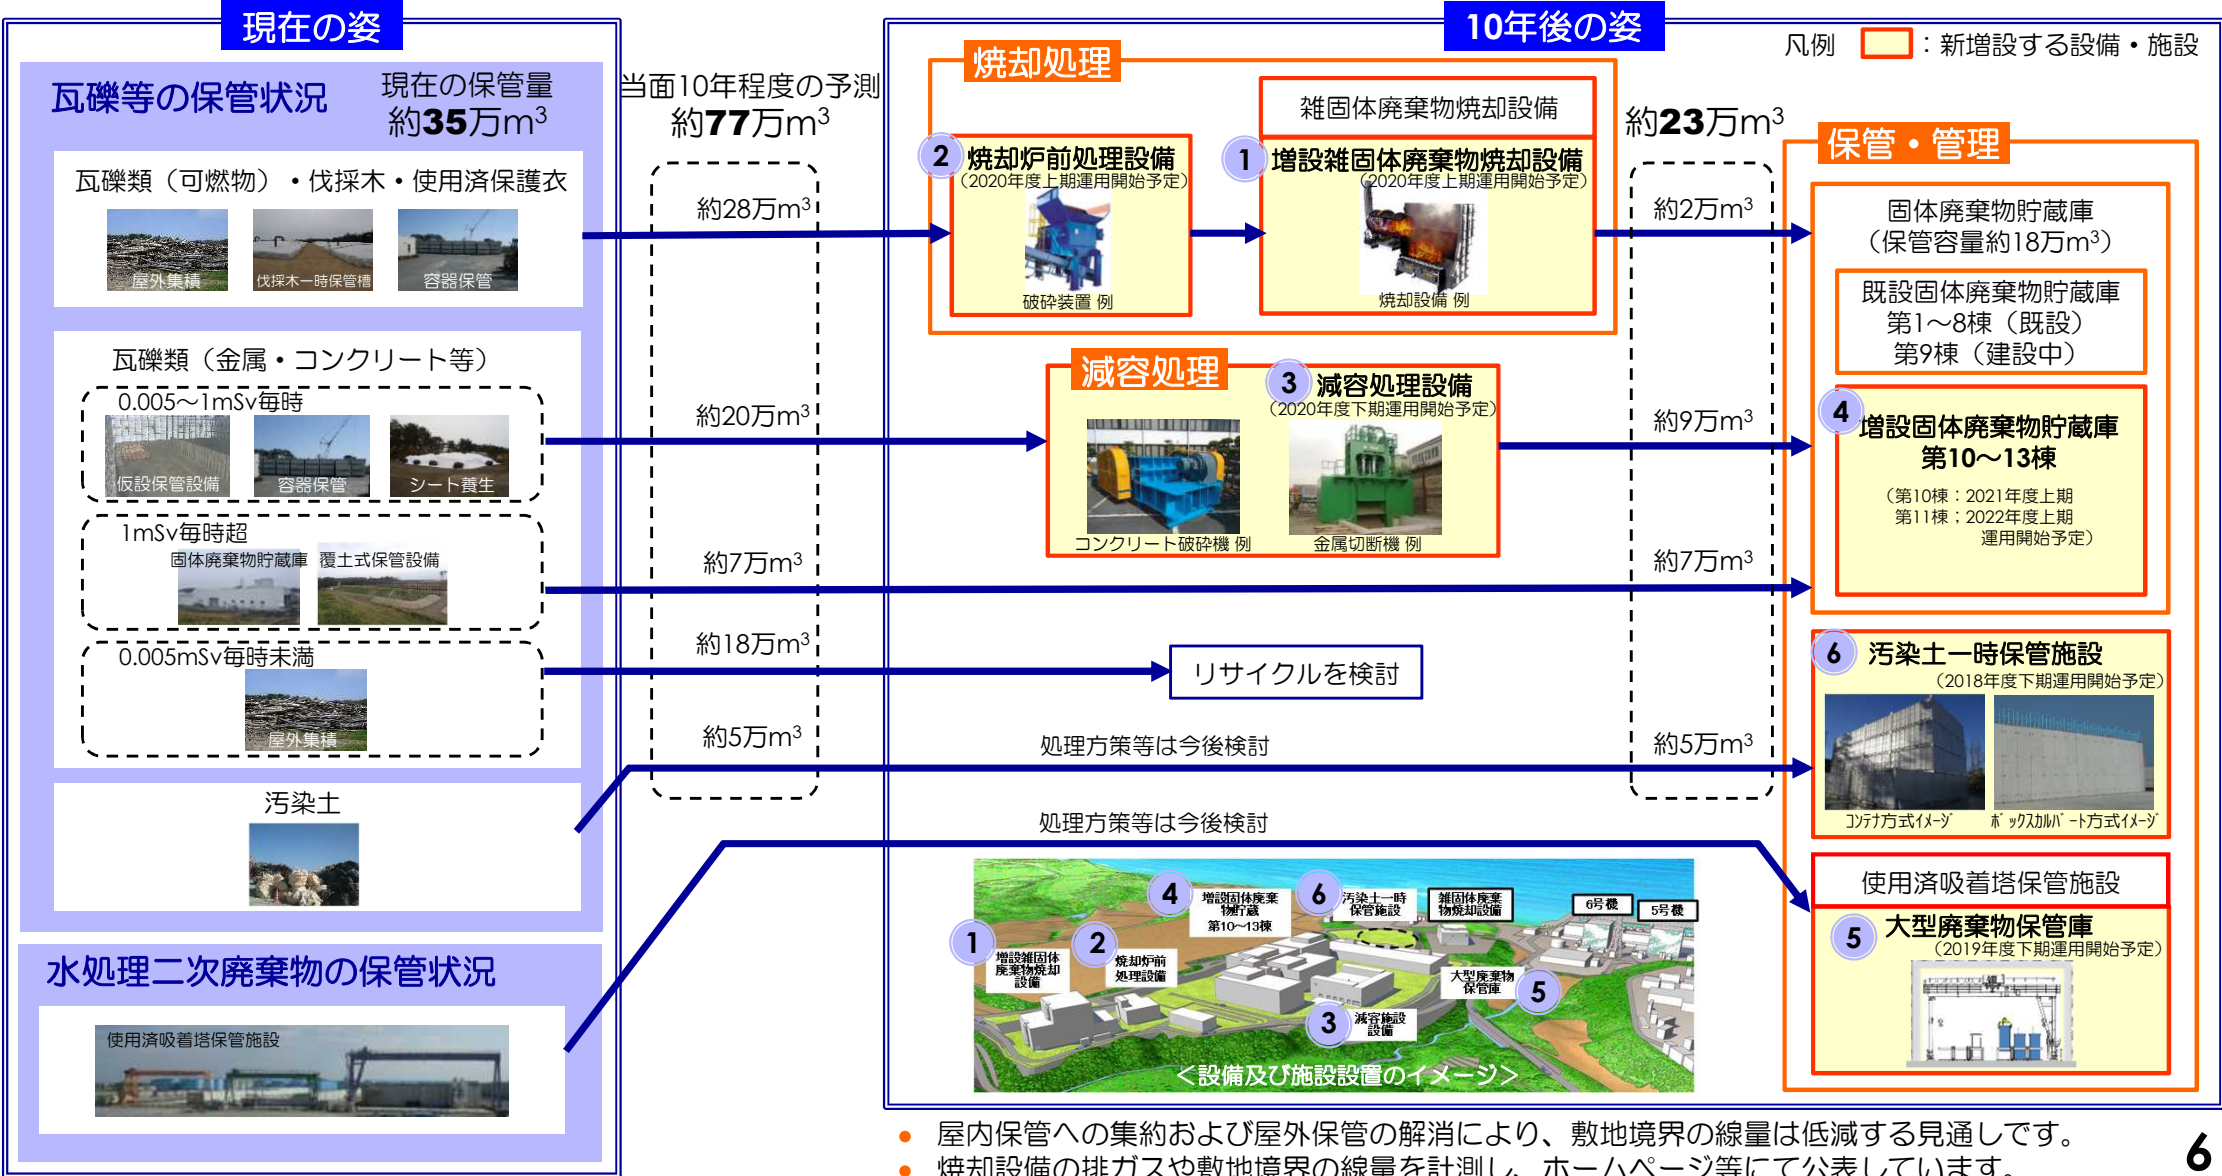 現在の姿
瓦礫等の保管状況
現在の保管量
約35万m³
瓦礫類（可燃物）・伐採木・使用済保護衣
屋外集積
伐採木一時保管槽
容器保管
瓦礫類（金属・コンクリート等）
0.005～1mSv毎時
仮設保管設備
容器保管
シート養生
1mSv毎時超
固体廃棄物貯蔵庫
覆土式保管設備
0.005mSv毎時未満
屋外集積
汚染土
水処理二次廃棄物の保管状況
使用済吸着塔保管施設
当面10年程度の予測
約77万m³
約28万m³
約20万m³
約7万m³
約18万m³
約5万m³
10年後の姿
凡例
：新増設する設備・施設
焼却処理
2
焼却炉前処理設備
（2020年度上期運用開始予定）
破砕装置 例
雑固体廃棄物焼却設備
1
増設雑固体廃棄物焼却設備
（2020年度上期運用開始予定）
焼却設備 例
減容処理
3
減容処理設備
（2020年度下期運用開始予定）
コンクリート破砕機 例
金属切断機 例
リサイクルを検討
処理方策等は今後検討
処理方策等は今後検討
約23万m³
約2万m³
約9万m³
約7万m³
約5万m³
保管・管理
固体廃棄物貯蔵庫
（保管容量約18万m³）
既設固体廃棄物貯蔵庫
第1～8棟（既設）
第9棟（建設中）
4
増設固体廃棄物貯蔵庫
第10～13棟
（第10棟：2021年度上期
第11棟；2022年度上期
運用開始予定）
6
汚染土一時保管施設
（2018年度下期運用開始予定）
ｺﾝﾃﾅ方式ｲﾒｰｼﾞ
ﾎﾞｯｸｽｶﾙﾊﾞｰﾄ方式ｲﾒｰｼﾞ
使用済吸着塔保管施設
5
大型廃棄物保管庫
（2019年度下期運用開始予定）
4
増設固体廃棄
物貯蔵
第10～13棟
6
汚染土一時
保管施設
雑固体廃棄
物焼却設備
6号機
5号機
1
増設雑固体
廃棄物焼却
設備
2
焼却炉前
処理設備
大型廃棄物
保管庫
5
3
減容施設
設備
＜設備及び施設設置のイメージ＞
● 屋内保管への集約および屋外保管の解消により、敷地境界の線量は低減する見通しです。
● 焼却設備の排ガスや敷地境界の線量を計測し、ホームページ等にて公表しています。
6